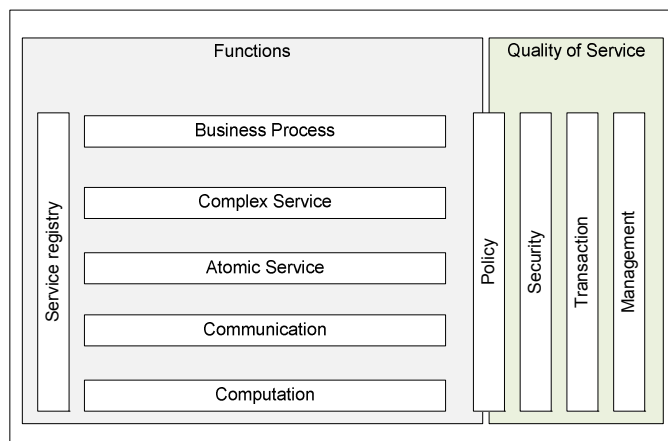 Functions
Quality of Service
Service registry
Business Process
Complex Service
Atomic Service
Communication
Computation
Policy
Security
Transaction
Management